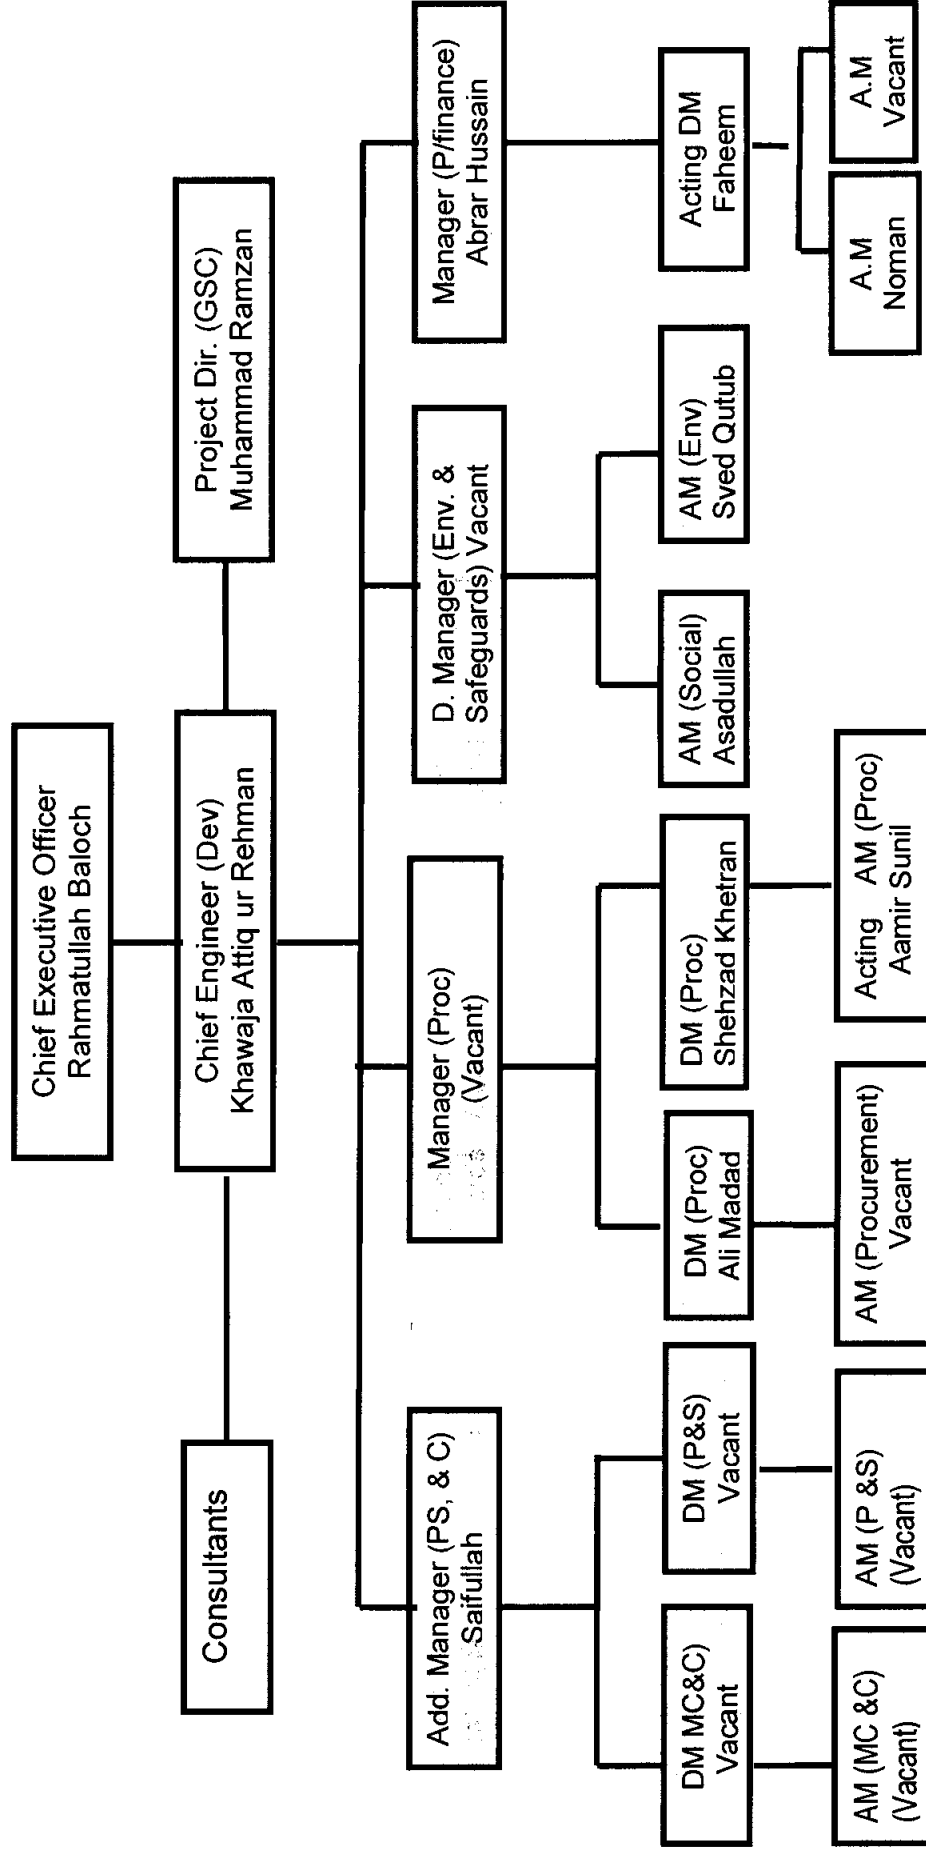 Chief Executive Officer
Rahmatullah Baloch
Consultants
Chief Engineer (Dev)
Khawaja Attiq ur Rehman
Project Dir. (GSC)
Muhammad Ramzan
Add. Manager (PS, & C)
Saifullah
Manager (Proc)
(Vacant)
D. Manager (Env. &
Safeguards) Vacant
Manager (P/finance)
Abrar Hussain
DM MC&C)
Vacant
DM (P&S)
Vacant
DM (Proc)
Ali Madad
DM (Proc)
Shehzad Khetran
AM (Social)
Asadullah
AM (Env)
Sved Qutub
Acting DM
Faheem
AM (MC &C)
(Vacant)
AM (P &S)
(Vacant)
AM (Procurement)
Vacant
Acting AM (Proc)
Aamir Sunil
A.M
Noman
A.M
Vacant